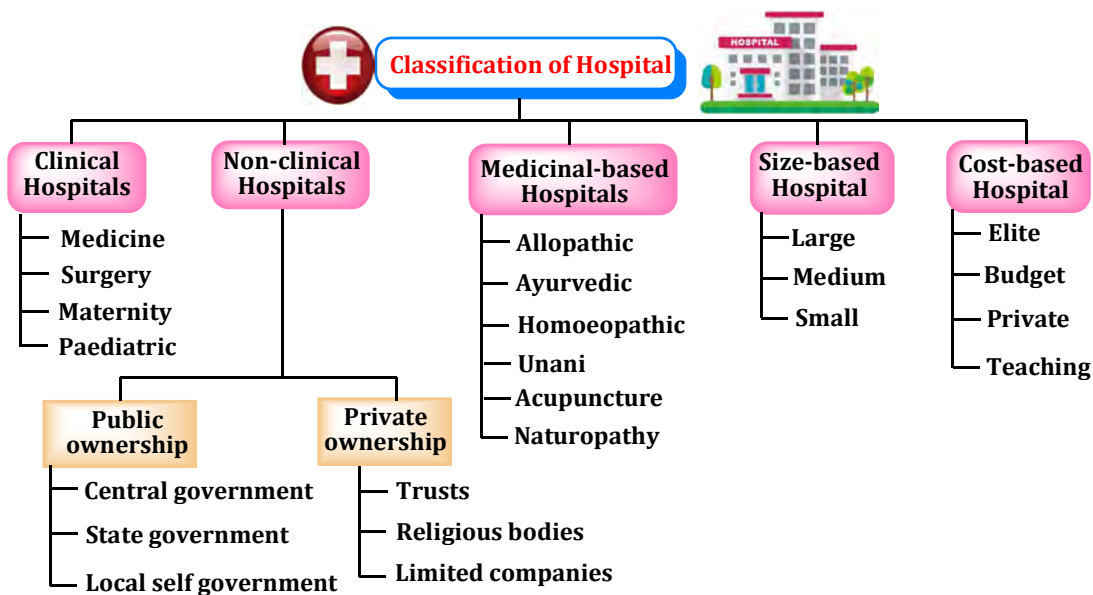 Classification of Hospital
HOSPITAL
Clinical
Hospitals
Medicine
Surgery
Maternity
Paediatric
Non-clinical
Hospitals
Public
ownership
Central government
State government
Local self government
Private
ownership
Trusts
Religious bodies
Limited companies
Medicinal-based
Hospitals
Allopathic
Ayurvedic
Homoeopathic
Unani
Acupuncture
Naturopathy
Size-based
Hospital
Large
Medium
Small
Cost-based
Hospital
Elite
Budget
Private
Teaching